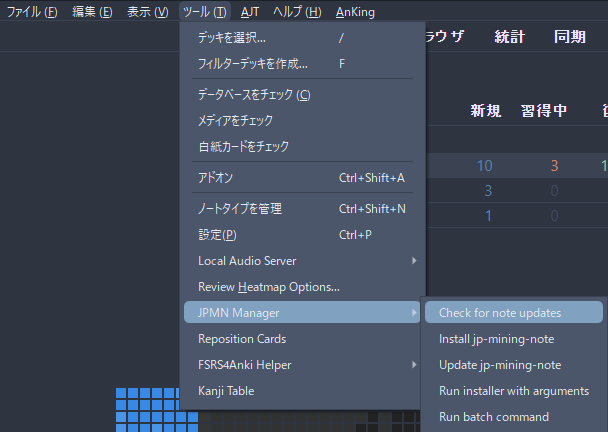 ファイル (F) 編集 (E) 表示 (V) ツール (T) AJT ヘルプ (H) AnKing
デッキを選択... /
フィルターデッキを作成... F
データベースをチェック (C)
メディアをチェック
白紙カードをチェック
アドオン Ctrl+Shift+A
ノートタイプを管理 Ctrl+Shift+N
設定(P) Ctrl+P
Local Audio Server
Review Heatmap Options...
JPMN Manager
Reposition Cards
FSRS4Anki Helper
Kanji Table
ラウザ 統計 同期
新規 習得中
10 3 1
3 0
1 0
Check for note updates
Install jp-mining-note
Update jp-mining-note
Run installer with arguments
Run batch command